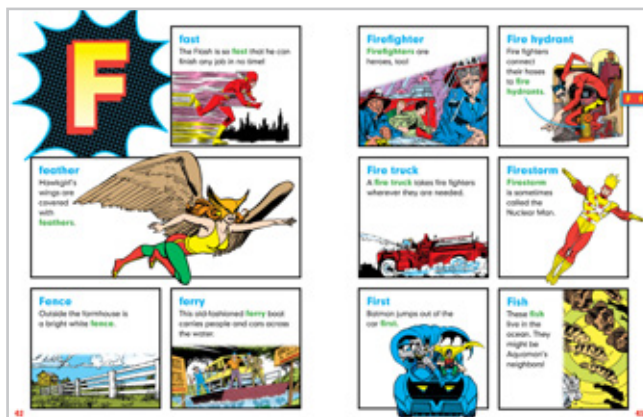 F
fast
The Flash is so fast that he can
finish any job in no time!
feather
Hawkgirl's
wings are
covered
with
feathers.
Fence
Outside the farmhouse is
a bright white fence.
ferry
This old-fashioned ferry boat
carries people and cars across
the water.
42
Firefighter
Firefighters are
heroes, too!
Fire hydrant
Fire fighters
connect
their hoses
to fire
hydrants.
Fire truck
A fire truck takes fire fighters
wherever they are needed.
Firestorm
Firestorm
is sometimes
called the
Nuclear Man.
First
Batman jumps out of the
car first.
Fish
These fish
live in the
ocean. They
might be
Aquaman's
neighbors!